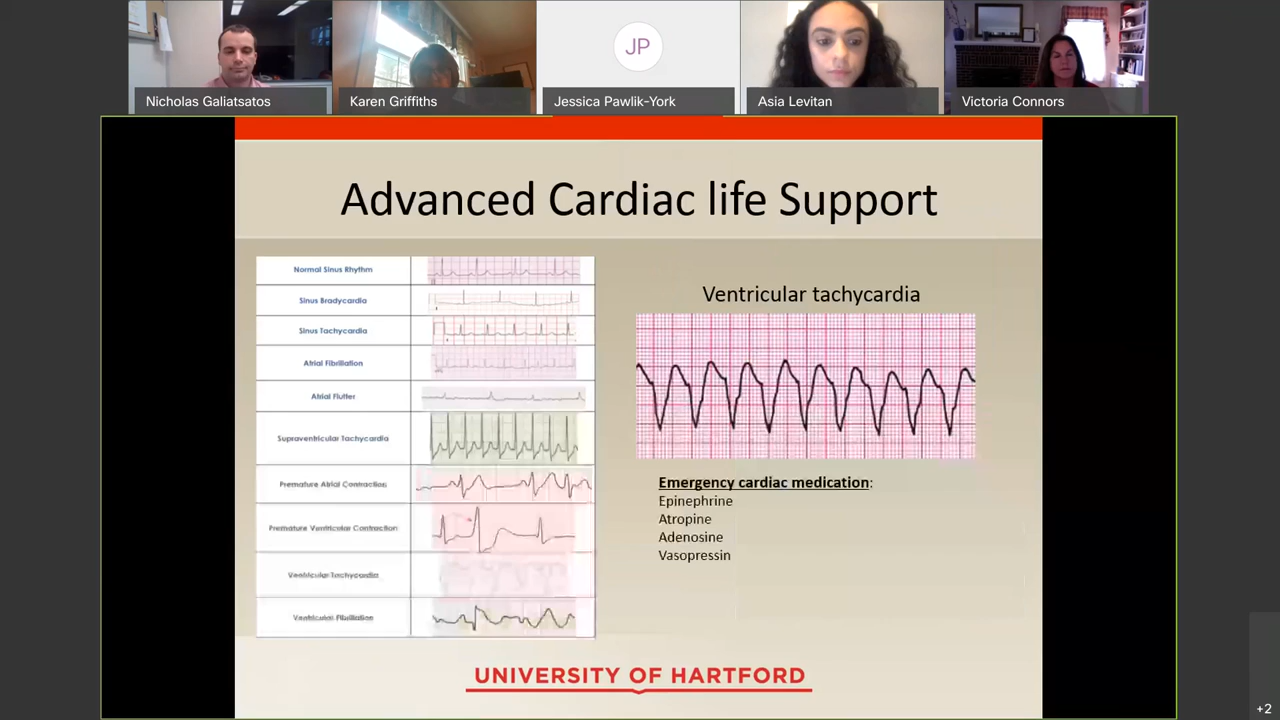 JP
Nicholas Galiatsatos
Karen Griffiths
Jessica Pawlik-York
Asia Levitan
Victoria Connors
Advanced Cardiac life Support
Normal Sinus Rhythm
Sinus Bradycardia
Sinus Tachycardia
Atrial Fibrillation
Atrial Flutter
Supraventricular Tachycardia
Premature Atrial Contraction
Premature Ventricular Contraction
Ventricular Tachycardia
Ventricular Fibrillation
Ventricular tachycardia
Emergency cardiac medication:
Epinephrine
Atropine
Adenosine
Vasopressin
UNIVERSITY OF HARTFORD
+2